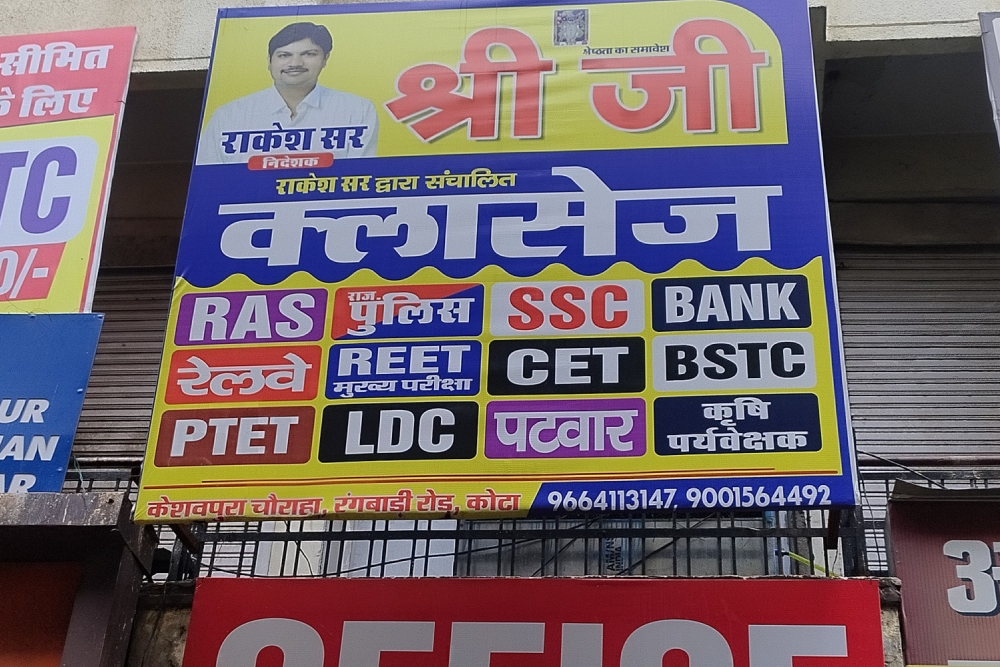 सीमित
के लिए
TC
0/-
UR
AN
AR
श्रेष्ठता का समावेश
श्री जी
राकेश सर
निदेशक
राकेश सर द्वारा संचालित
क्लासेज
RAS
राज. पुलिस
SSC
BANK
रेलवे
REET
मुख्य परीक्षा
CET
BSTC
PTET
LDC
पटवार
कृषि
पर्यवेक्षक
केशवपुरा चौराहा, रंगबाड़ी रोड़, कोटा
9664113147, 9001564492
OFFICE